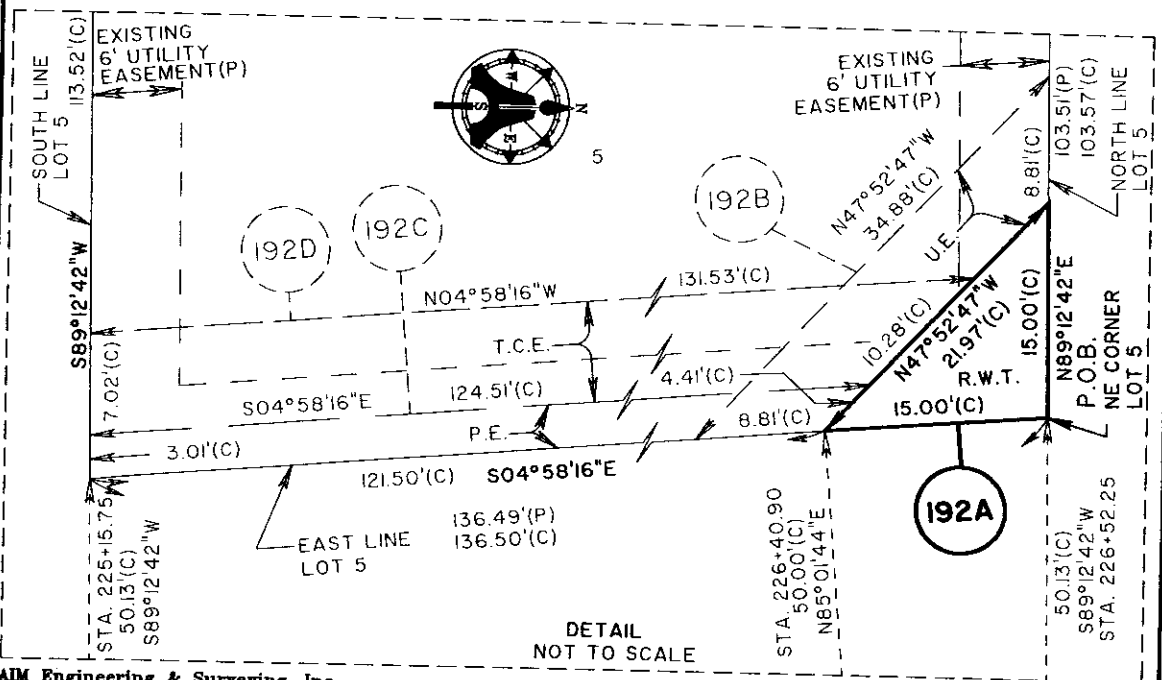 EXISTING
6' UTILITY
EASEMENT(P)
SOUTH LINE
LOT 5
113.52'(C)
W
N
S
E
5
EXISTING
6' UTILITY
EASEMENT(P)
103.51'(P)
103.57'(C)
NORTH LINE
LOT 5
8.81'(C)
N47°52'47"W
34.88'(C)
U.E.
192D
192C
192B
S89°12'42"W
N04°58'16"W
131.53'(C)
T.C.E.
7.02'(C)
S04°58'16"E
124.51'(C)
4.41'(C)
10.28'(C)
N47°52'47"W
21.97'(C)
R.W.T.
15.00'(C)
15.00'(C)
N89°12'42"E
P.O.B.
NE CORNER
LOT 5
P.E.
8.81'(C)
3.01'(C)
121.50'(C)
S04°58'16"E
136.49'(P)
136.50'(C)
EAST LINE
LOT 5
192A
STA. 225+15.75
50.13'(C)
S89°12'42"W
STA. 226+40.90
50.00'(C)
N85°01'44"E
50.13'(C)
S89°12'42"W
STA. 226+52.25
DETAIL
NOT TO SCALE
AIM Engineering & Surveying, Inc.